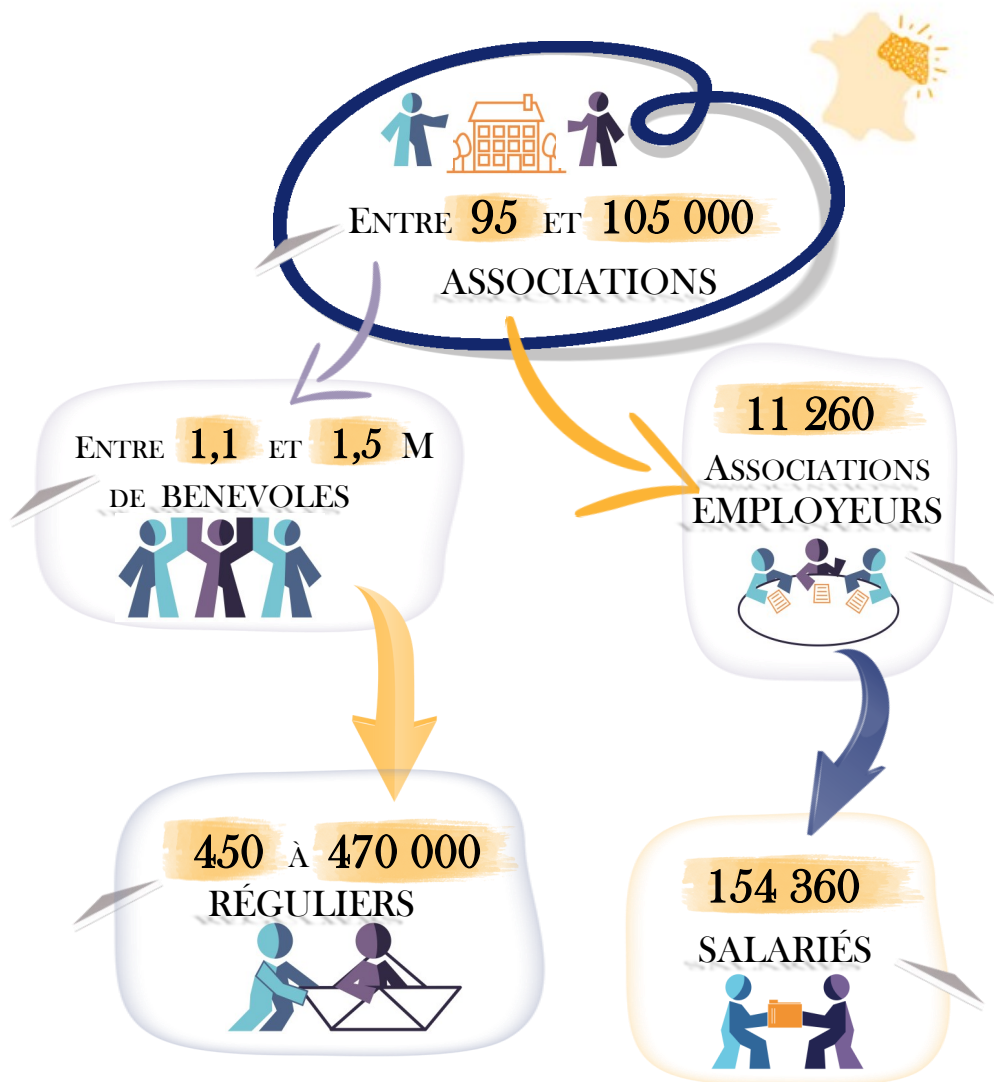 ENTRE 95 ET 105 000
ASSOCIATIONS
ENTRE 1,1 ET 1,5 M
DE BENEVOLES
11 260
ASSOCIATIONS
EMPLOYEURS
450 À 470 000
RÉGULIERS
154 360
SALARIÉS